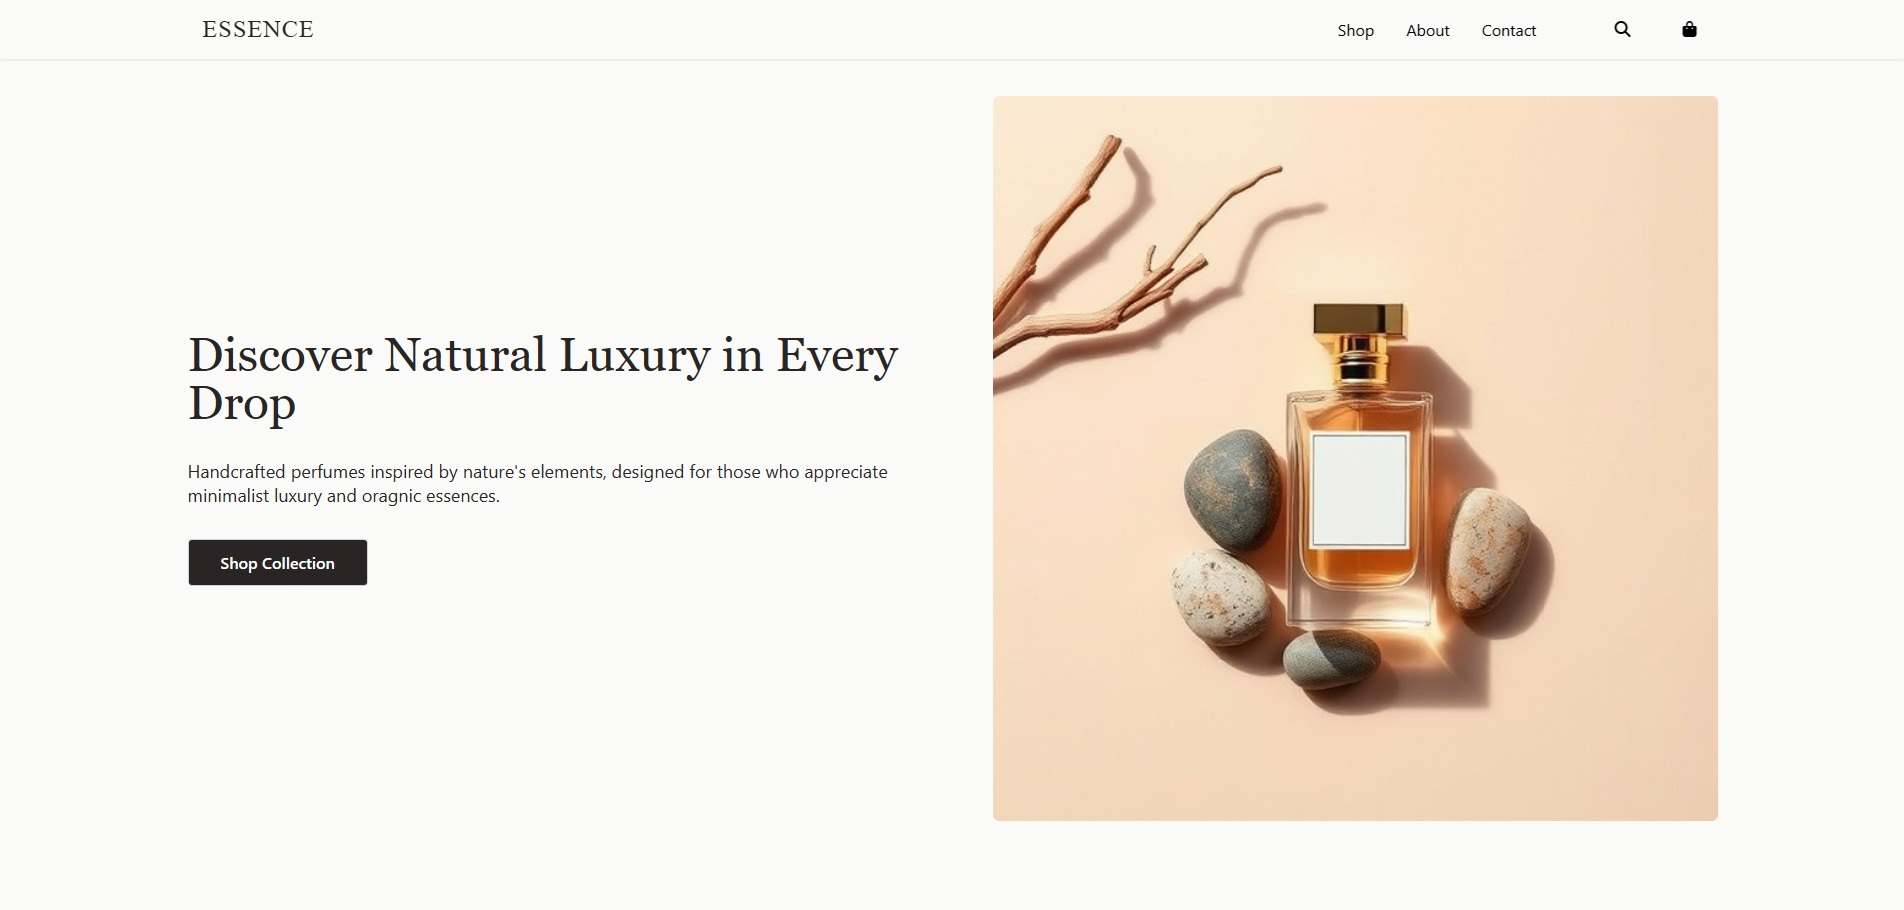 ESSENCE
Shop About Contact
Discover Natural Luxury in Every
Drop
Handcrafted perfumes inspired by nature's elements, designed for those who appreciate
minimalist luxury and oragnic essences.
Shop Collection